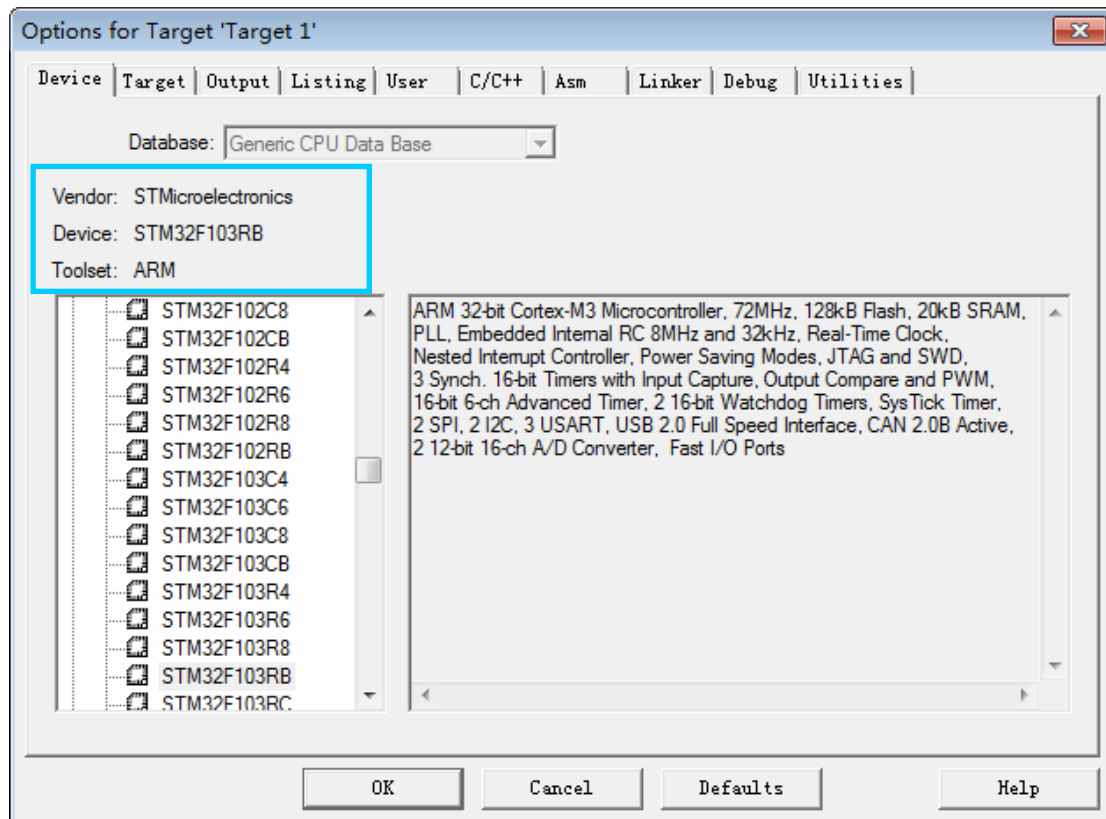 Options for Target 'Target 1'
Device Target Output Listing User C/C++ Asm Linker Debug Utilities
Database: Generic CPU Data Base
Vendor: STMicroelectronics
Device: STM32F103RB
Toolset: ARM
STM32F102C8
STM32F102CB
STM32F102R4
STM32F102R6
STM32F102R8
STM32F102RB
STM32F103C4
STM32F103C6
STM32F103C8
STM32F103CB
STM32F103R4
STM32F103R6
STM32F103R8
STM32F103RB
STM32F103RC
ARM 32-bit Cortex-M3 Microcontroller, 72MHz, 128kB Flash, 20kB SRAM,
PLL, Embedded Internal RC 8MHz and 32kHz, Real-Time Clock,
Nested Interrupt Controller, Power Saving Modes, JTAG and SWD,
3 Synch. 16-bit Timers with Input Capture, Output Compare and PWM,
16-bit 6-ch Advanced Timer, 2 16-bit Watchdog Timers, SysTick Timer,
2 SPI, 2 I2C, 3 USART, USB 2.0 Full Speed Interface, CAN 2.0B Active,
2 12-bit 16-ch A/D Converter, Fast I/O Ports
OK Cancel Defaults Help